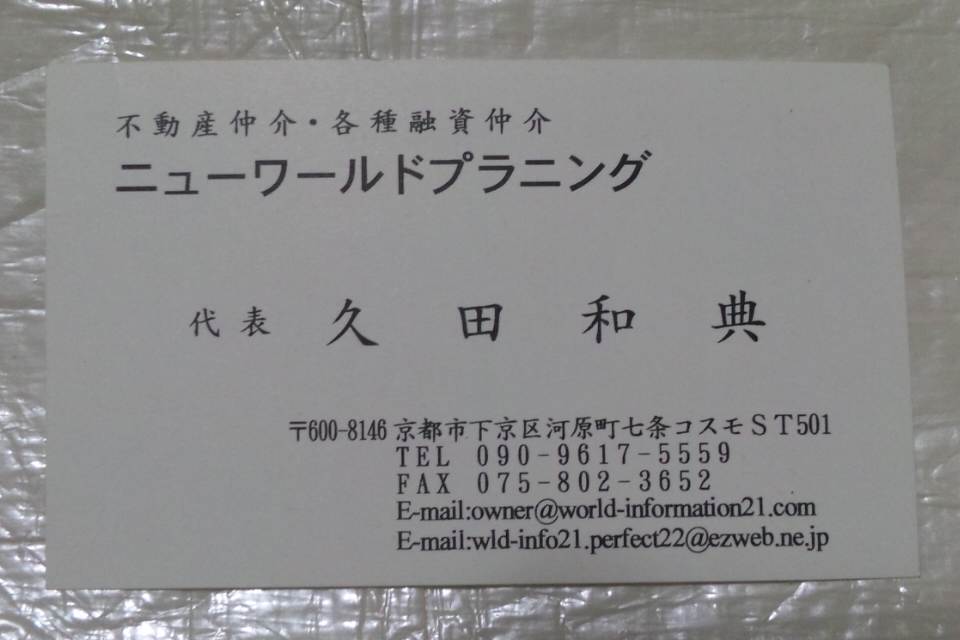 不動産仲介・各種融資仲介
ニューワールドプラニング
代表 久田和典
〒600-8146 京都市下京区河原町七条コスモST501
TEL 090-9617-5559
FAX 075-802-3652
E-mail:owner@world-information21.com
E-mail:wld-info21.perfect22@ezweb.ne.jp